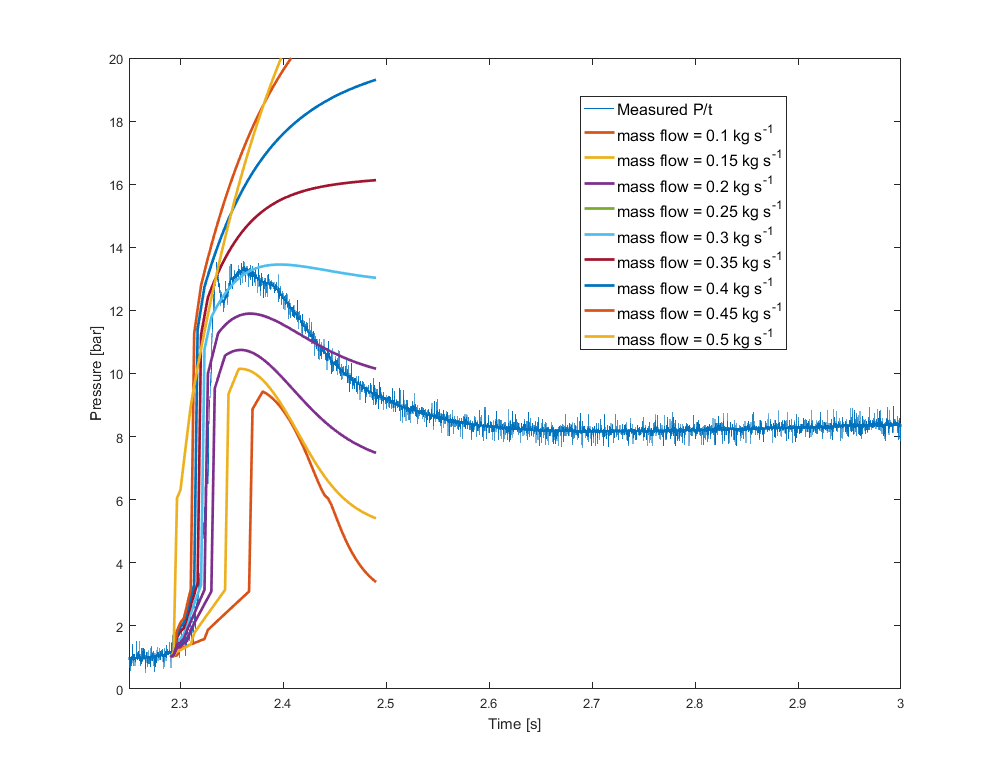 20
18
16
14
12
10
8
6
4
2
0
Pressure [bar]
2.3 2.4 2.5 2.6 2.7 2.8 2.9 3
Time [s]
Measured P/t
mass flow = 0.1 kg s⁻¹
mass flow = 0.15 kg s⁻¹
mass flow = 0.2 kg s⁻¹
mass flow = 0.25 kg s⁻¹
mass flow = 0.3 kg s⁻¹
mass flow = 0.35 kg s⁻¹
mass flow = 0.4 kg s⁻¹
mass flow = 0.45 kg s⁻¹
mass flow = 0.5 kg s⁻¹